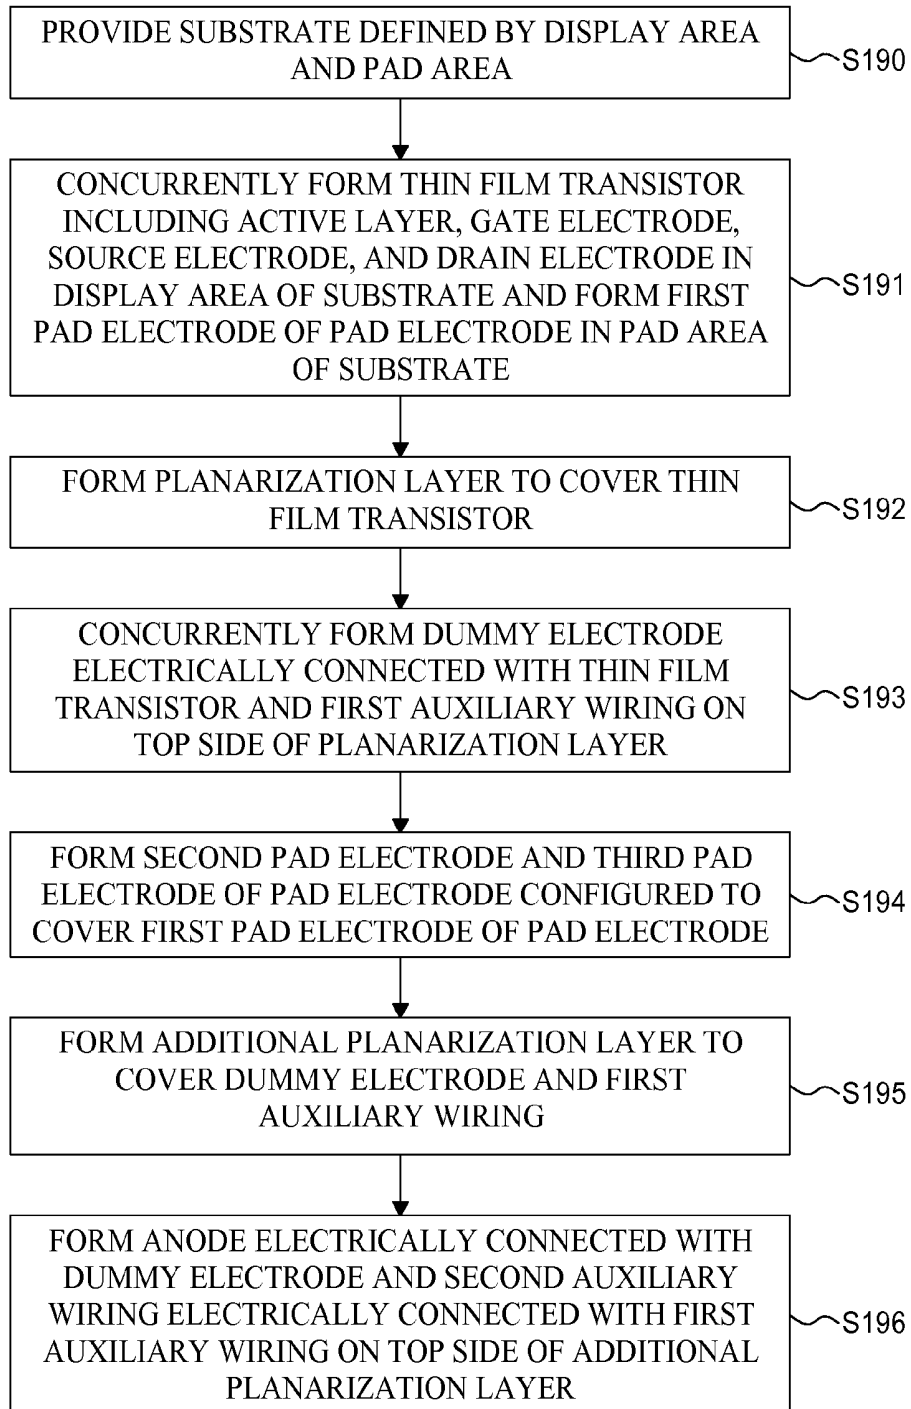 PROVIDE SUBSTRATE DEFINED BY DISPLAY AREA
AND PAD AREA
S190
CONCURRENTLY FORM THIN FILM TRANSISTOR
INCLUDING ACTIVE LAYER, GATE ELECTRODE,
SOURCE ELECTRODE, AND DRAIN ELECTRODE IN
DISPLAY AREA OF SUBSTRATE AND FORM FIRST
PAD ELECTRODE OF PAD ELECTRODE IN PAD AREA
OF SUBSTRATE
S191
FORM PLANARIZATION LAYER TO COVER THIN
FILM TRANSISTOR
S192
CONCURRENTLY FORM DUMMY ELECTRODE
ELECTRICALLY CONNECTED WITH THIN FILM
TRANSISTOR AND FIRST AUXILIARY WIRING ON
TOP SIDE OF PLANARIZATION LAYER
S193
FORM SECOND PAD ELECTRODE AND THIRD PAD
ELECTRODE OF PAD ELECTRODE CONFIGURED TO
COVER FIRST PAD ELECTRODE OF PAD ELECTRODE
S194
FORM ADDITIONAL PLANARIZATION LAYER TO
COVER DUMMY ELECTRODE AND FIRST
AUXILIARY WIRING
S195
FORM ANODE ELECTRICALLY CONNECTED WITH
DUMMY ELECTRODE AND SECOND AUXILIARY
WIRING ELECTRICALLY CONNECTED WITH FIRST
AUXILIARY WIRING ON TOP SIDE OF ADDITIONAL
PLANARIZATION LAYER
S196